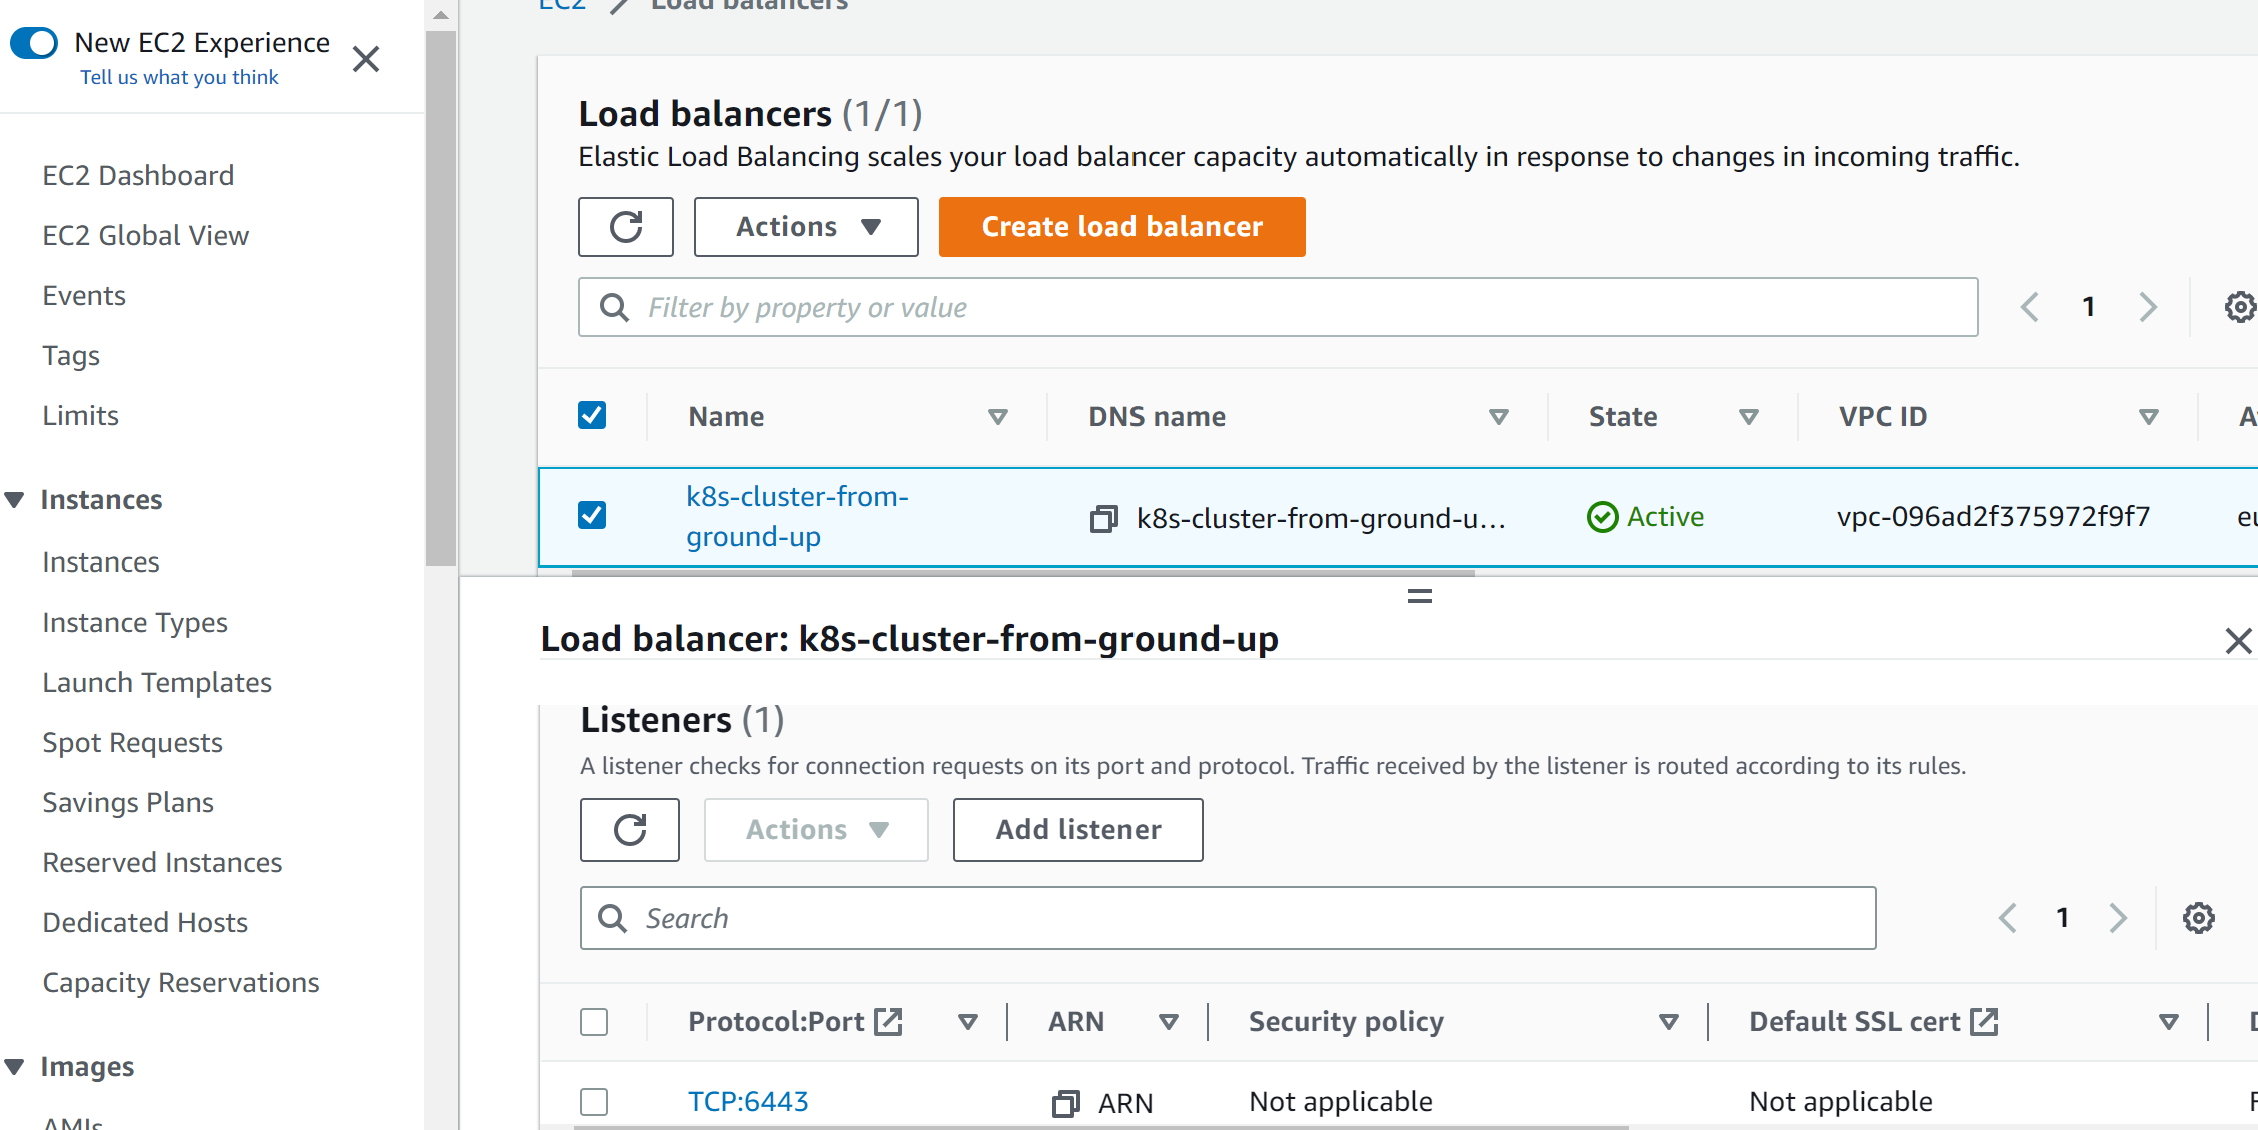 New EC2 Experience
Tell us what you think
EC2 Dashboard
EC2 Global View
Events
Tags
Limits
Instances
Instances
Instance Types
Launch Templates
Spot Requests
Savings Plans
Reserved Instances
Dedicated Hosts
Capacity Reservations
Images
AMIs
EC2 Load balancers
Load balancers (1/1)
Elastic Load Balancing scales your load balancer capacity automatically in response to changes in incoming traffic.
Actions Create load balancer
Filter by property or value 1
Name DNS name State VPC ID
k8s-cluster-from-
ground-up k8s-cluster-from-ground-u... Active vpc-096ad2f375972f9f7
Load balancer: k8s-cluster-from-ground-up
Listeners (1)
A listener checks for connection requests on its port and protocol. Traffic received by the listener is routed according to its rules.
Actions Add listener
Search 1
Protocol:Port ARN Security policy Default SSL cert
TCP:6443 ARN Not applicable Not applicable